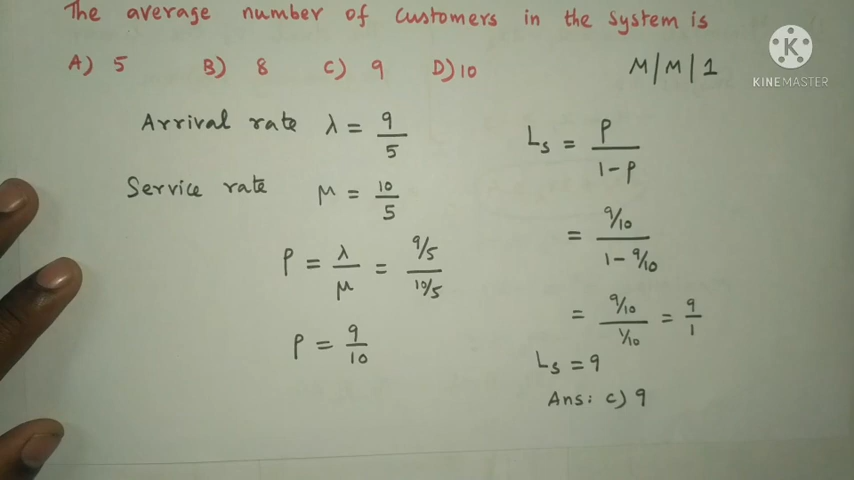 The average number of customers in the system is
A) 5 B) 8 C) 9 D) 10 M/M/1
K
KINEMASTER
Arrival rate λ = 9/5
Service rate μ = 10/5
ρ = λ/μ = (9/5)/(10/5)
ρ = 9/10
Ls = ρ/(1-ρ)
= (9/10)/(1-9/10)
= (9/10)/(1/10) = 9/1
Ls = 9
Ans: c) 9